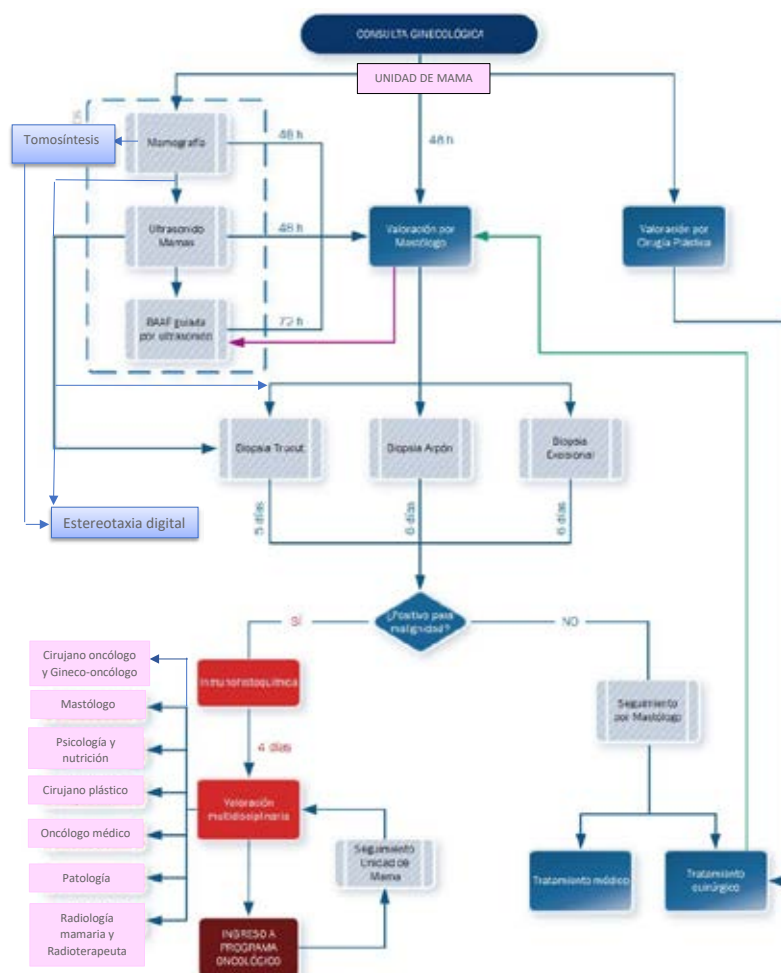 CONSULTA GINECOLÓGICA
UNIDAD DE MAMA
Tomosíntesis
Mamografía
48 h
48 h
Ultrasonido
Mamas
48 h
Valoración por
Mastólogo
Valoración por
Cirugía Plástica
BAAF guiada
por ultrasonido
72 h
Biopsia Trucut
Biopsia Arpón
Biopsia
Excisional
Estereotaxia digital
5 días
6 días
6 días
¿Positivo para
malignidad?
SÍ
NO
Cirujano oncólogo
y Gineco-oncólogo
Inmunohistoquímica
Mastólogo
Seguimiento
por Mastólogo
Psicología y
nutrición
4 días
Cirujano plástico
Valoración
multidisciplinaria
Oncólogo médico
Seguimiento
Unidad de
Mama
Tratamiento médico
Tratamiento
quirúrgico
Patología
Radiología
mamaria y
Radioterapeuta
INGRESO A
PROGRAMA
ONCOLÓGICO